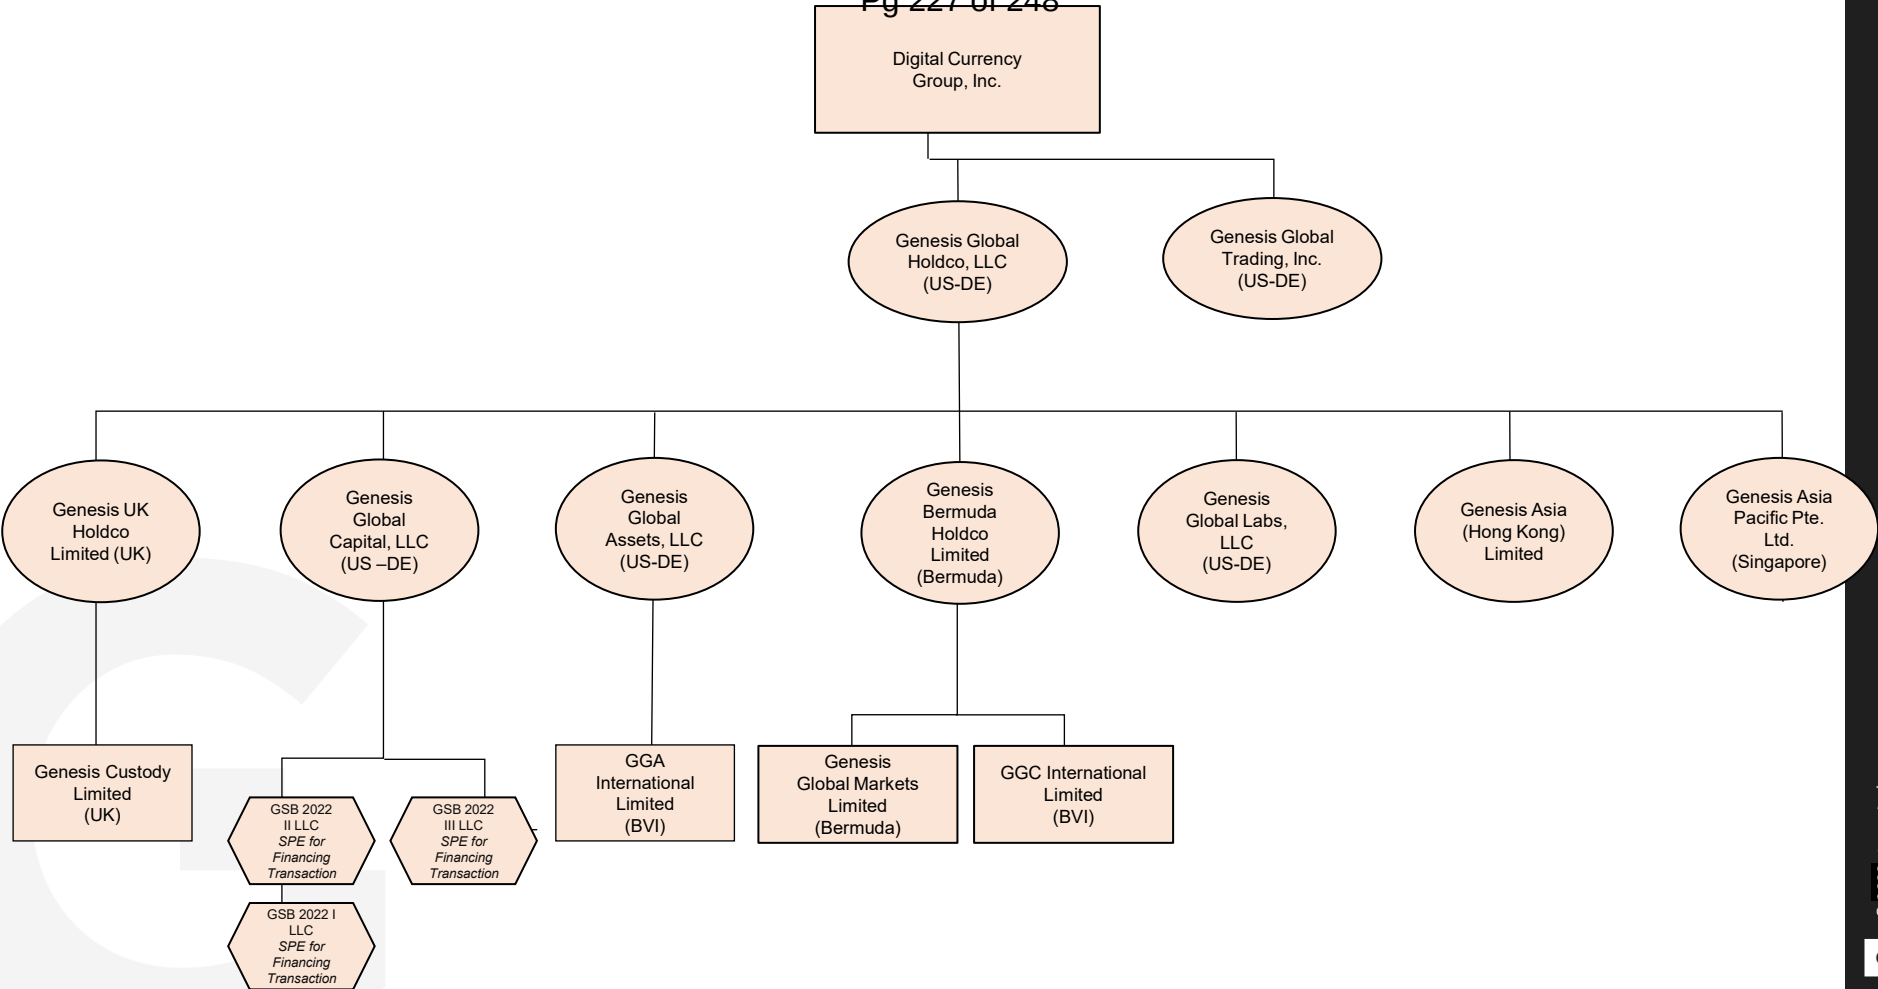 Pg 227 of 248
Digital Currency
Group, Inc.
Genesis Global
Holdco, LLC
(US-DE)
Genesis Global
Trading, Inc.
(US-DE)
Genesis UK
Holdco
Limited (UK)
Genesis
Global
Capital, LLC
(US –DE)
Genesis
Global
Assets, LLC
(US-DE)
Genesis
Bermuda
Holdco
Limited
(Bermuda)
Genesis
Global Labs,
LLC
(US-DE)
Genesis Asia
(Hong Kong)
Limited
Genesis Asia
Pacific Pte.
Ltd.
(Singapore)
Genesis Custody
Limited
(UK)
GSB 2022
II LLC
SPE for
Financing
Transaction
GSB 2022
III LLC
SPE for
Financing
Transaction
GGA
International
Limited
(BVI)
Genesis
Global Markets
Limited
(Bermuda)
GGC International
Limited
(BVI)
GSB 2022 I
LLC
SPE for
Financing
Transaction